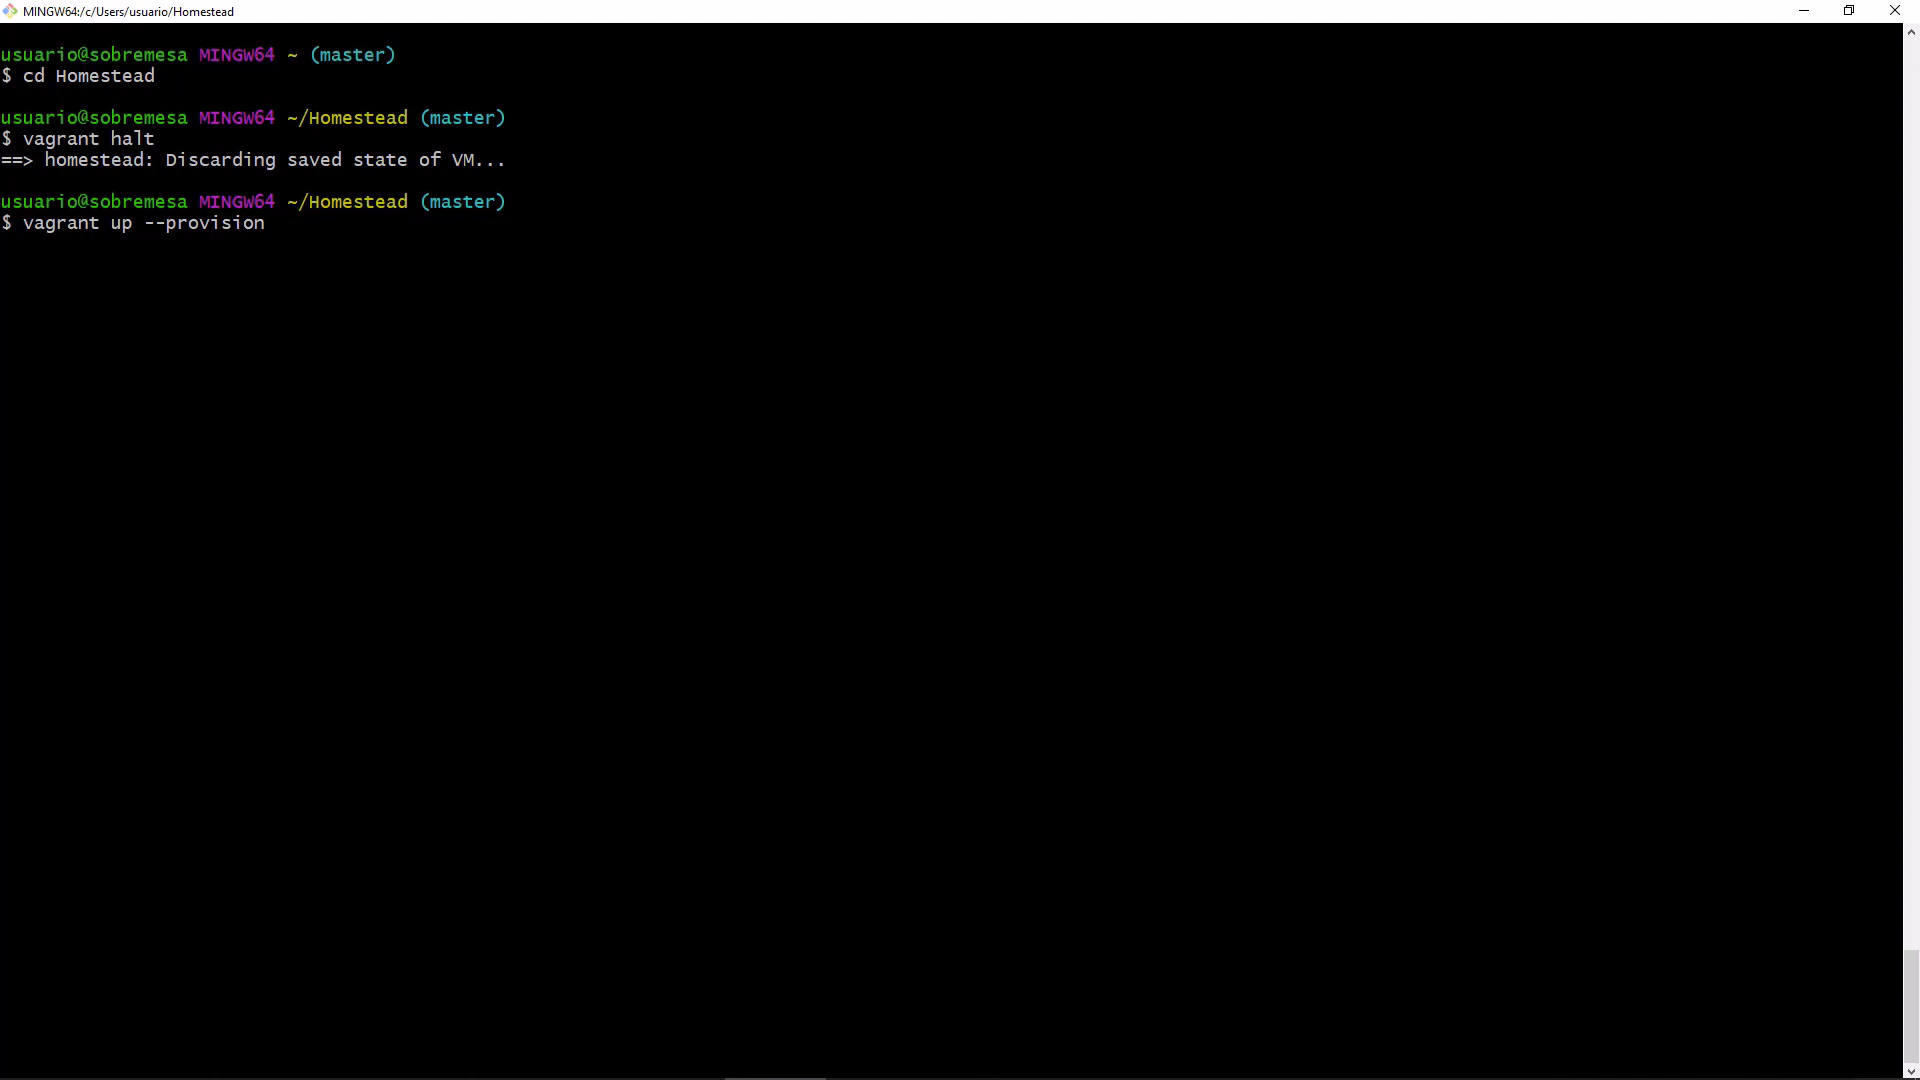 MINGW64:/c/Users/usuario/Homestead
usuario@sobremesa MINGW64 ~ (master)
$ cd Homestead
usuario@sobremesa MINGW64 ~/Homestead (master)
$ vagrant halt
==> homestead: Discarding saved state of VM...
usuario@sobremesa MINGW64 ~/Homestead (master)
$ vagrant up --provision